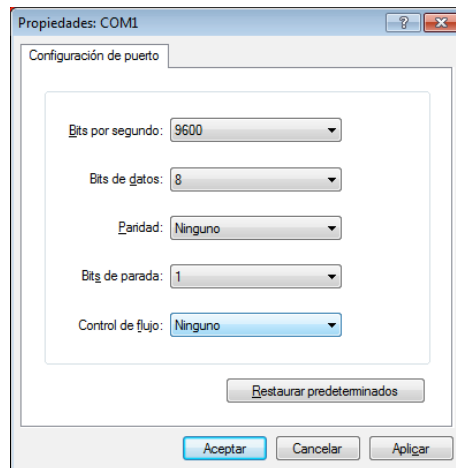 Propiedades: COM1
Configuración de puerto
Bits por segundo: 9600
Bits de datos: 8
Paridad: Ninguno
Bits de parada: 1
Control de flujo: Ninguno
Restaurar predeterminados
Aceptar Cancelar Aplicar